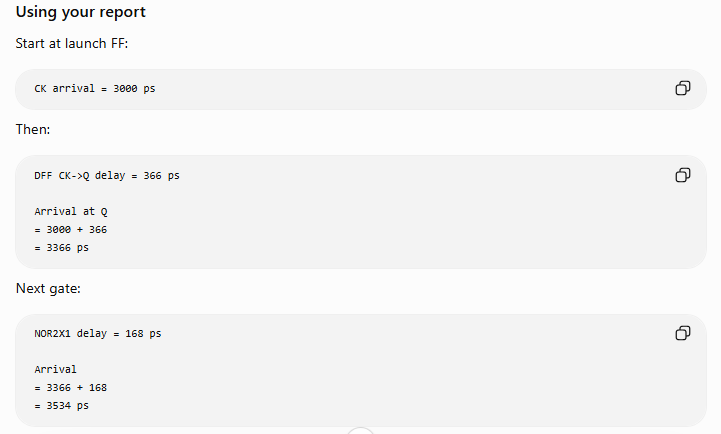 Using your report
Start at launch FF:
CK arrival = 3000 ps
Then:
DFF CK->Q delay = 366 ps
Arrival at Q
= 3000 + 366
= 3366 ps
Next gate:
NOR2X1 delay = 168 ps
Arrival
= 3366 + 168
= 3534 ps